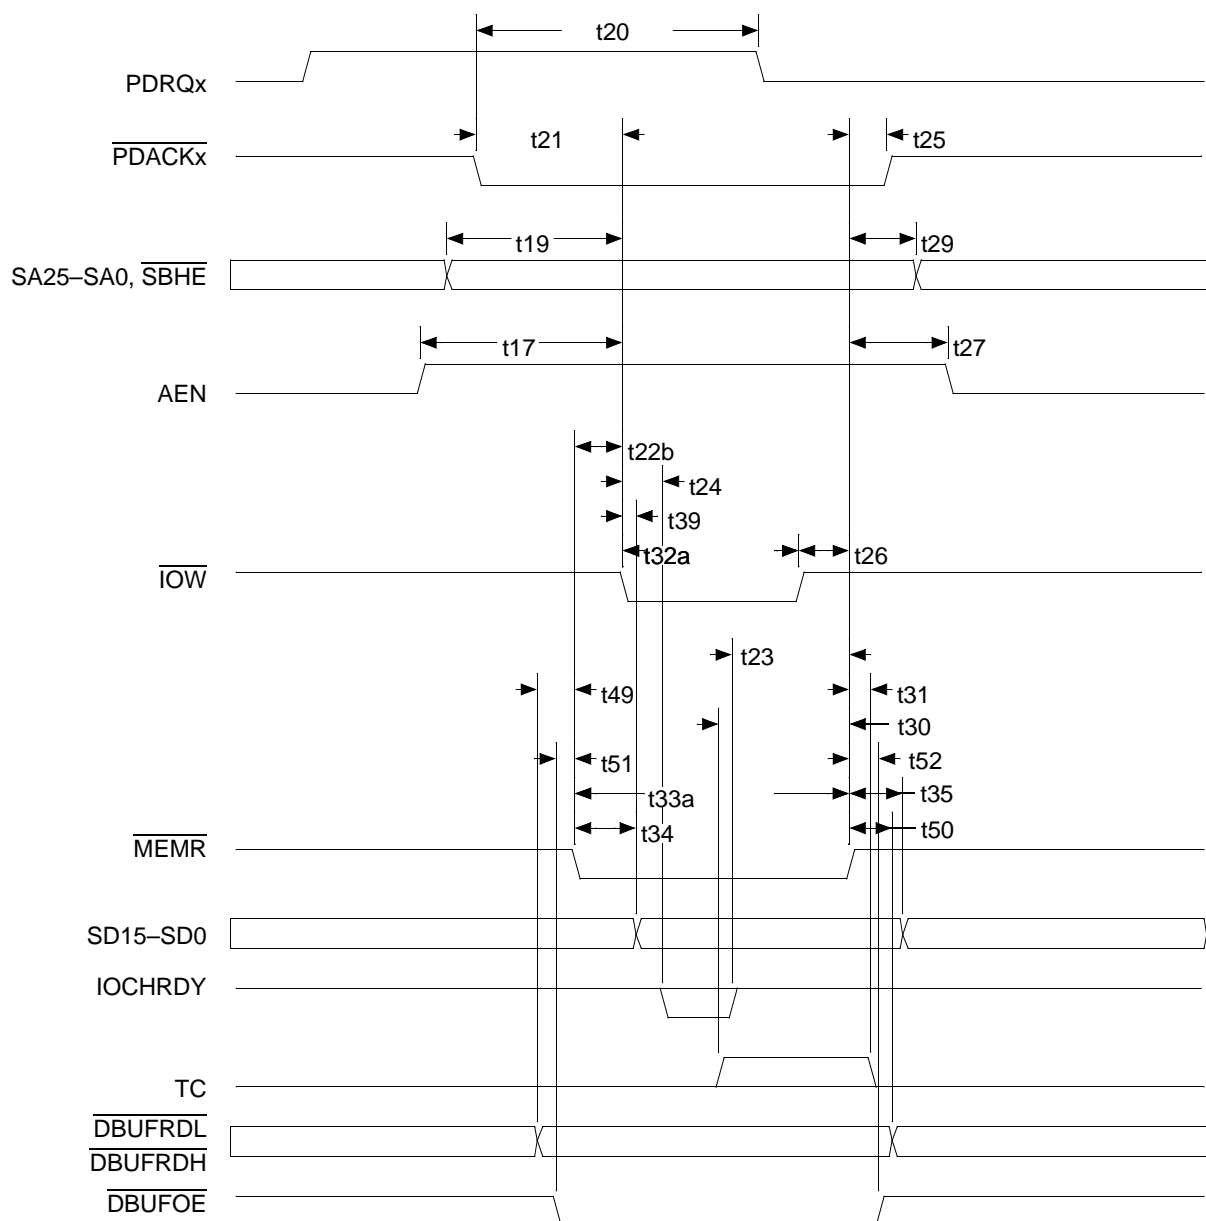 t20
PDRQx
t21
t25
PDACKx
t19
t29
SA25–SA0, SBHE
t17
t27
AEN
t22b
t24
t39
t32a
t26
IOW
t23
t49
t31
t30
t51
t52
t33a
t35
t34
t50
MEMR
SD15–SD0
IOCHRDY
TC
DBUFRDL
DBUFRDH
DBUFOE